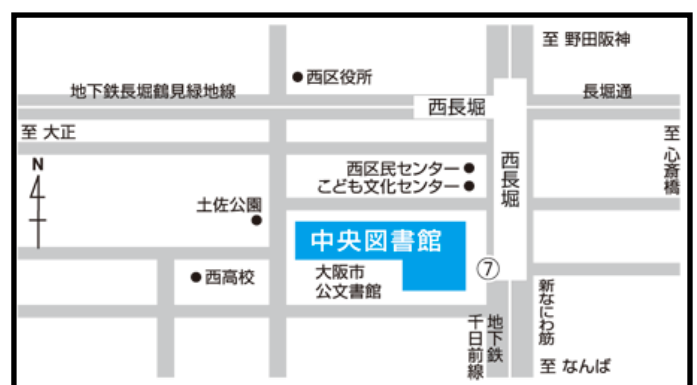 至 野田阪神
●西区役所
地下鉄長堀鶴見緑地線
長堀通
西長堀
至 大正
至 心斎橋
N
西区民センター●
こども文化センター●
西長堀
土佐公園
中央図書館
大阪市
公文書館
⑦
●西高校
新なにわ筋
地下鉄
千日前線
至 なんば